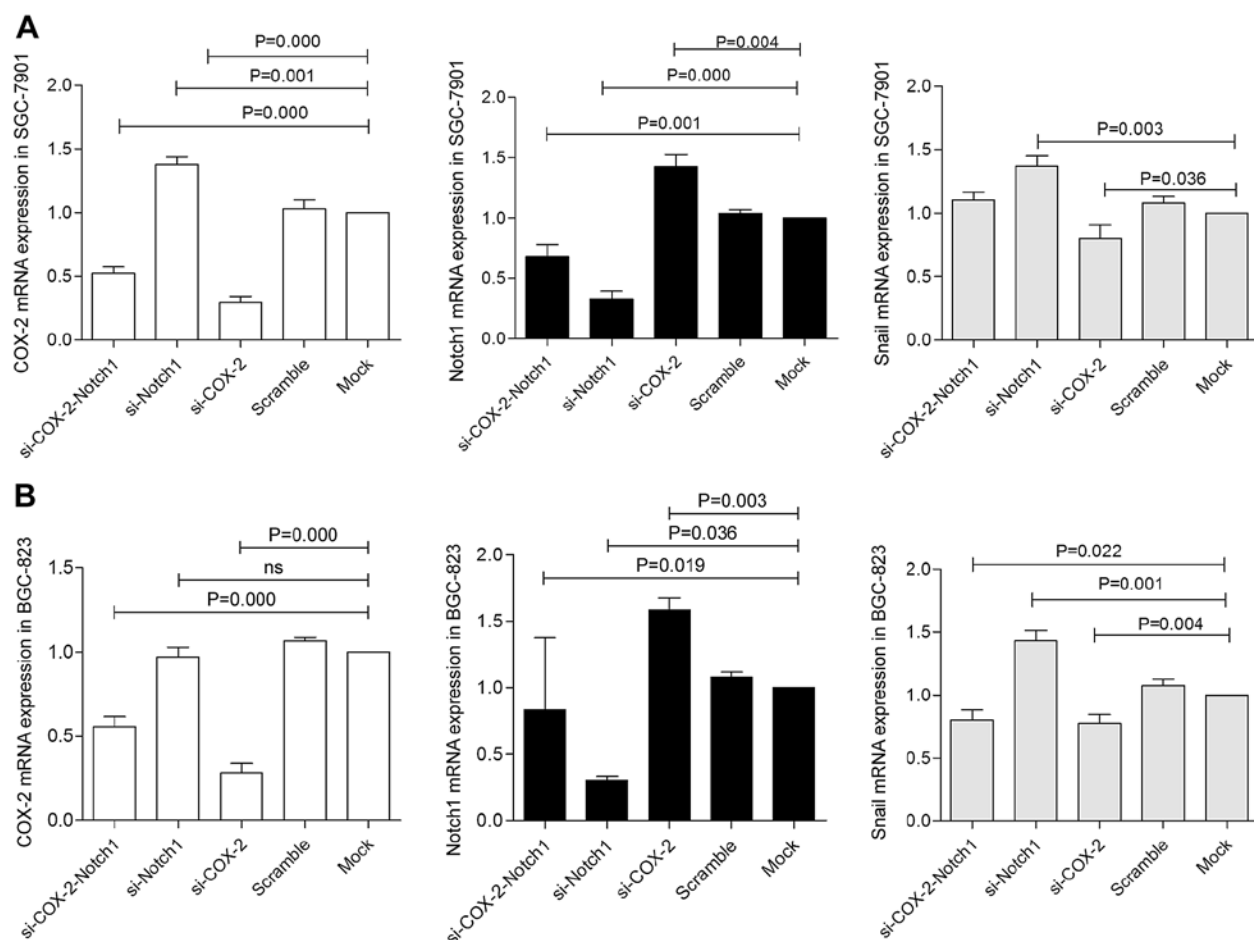 A
COX-2 mRNA expression in SGC-7901
P=0.000
P=0.001
P=0.000
2.0
1.5
1.0
0.5
0.0
si-COX-2-Notch1
si-Notch1
si-COX-2
Scramble
Mock
Notch1 mRNA expression in SGC-7901
P=0.004
P=0.000
P=0.001
2.0
1.5
1.0
0.5
0.0
si-COX-2-Notch1
si-Notch1
si-COX-2
Scramble
Mock
Snail mRNA expression in SGC-7901
P=0.003
P=0.036
2.0
1.5
1.0
0.5
0.0
si-COX-2-Notch1
si-Notch1
si-COX-2
Scramble
Mock
B
COX-2 mRNA expression in BGC-823
P=0.000
ns
P=0.000
1.5
1.0
0.5
0.0
si-COX-2-Notch1
si-Notch1
si-COX-2
Scramble
Mock
Notch1 mRNA expression in BGC-823
P=0.003
P=0.036
P=0.019
2.0
1.5
1.0
0.5
0.0
si-COX-2-Notch1
si-Notch1
si-COX-2
Scramble
Mock
Snail mRNA expression in BGC-823
P=0.022
P=0.001
P=0.004
2.0
1.5
1.0
0.5
0.0
si-COX-2-Notch1
si-Notch1
si-COX-2
Scramble
Mock